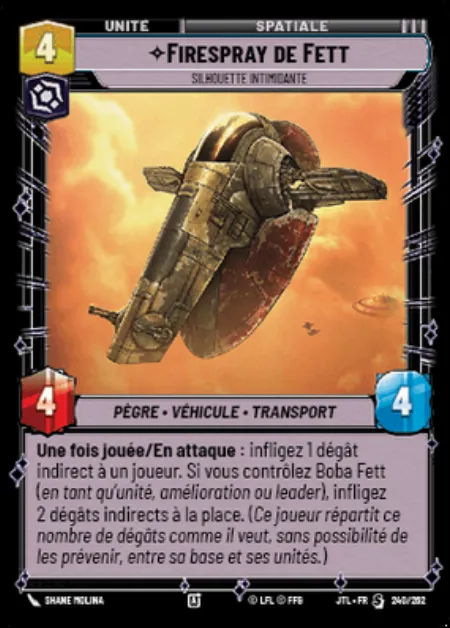 UNITÉ
SPATIALE
4
FIRESPRAY DE FETT
SILHOUETTE INTIMIDANTE
4
4
PÈGRE • VÉHICULE • TRANSPORT
Une fois jouée/En attaque : infligez 1 dégât
indirect à un joueur. Si vous contrôlez Boba Fett
(en tant qu'unité, amélioration ou leader), infligez
2 dégâts indirects à la place. (Ce joueur répartit ce
nombre de dégâts comme il veut, sans possibilité de
les prévenir, entre sa base et ses unités.)
SHANE MOLINA
© LFL © FFG
JTL • FR
240/262